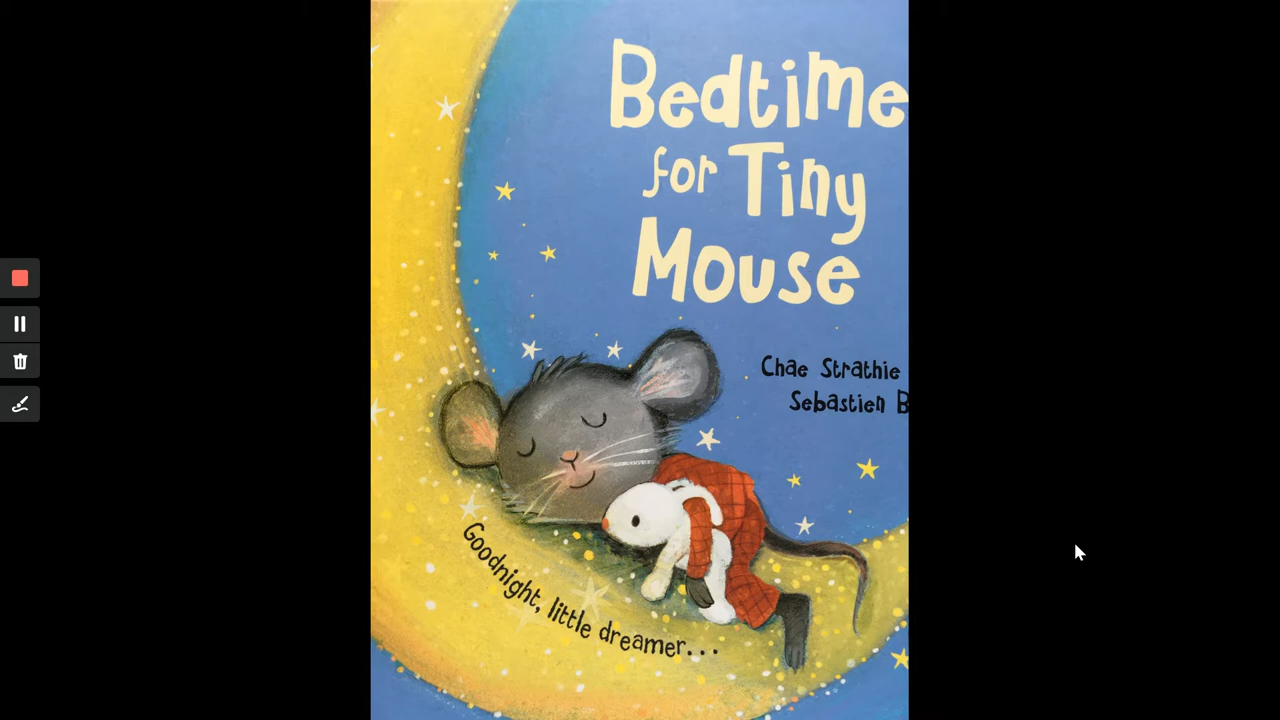 Bedtime
for Tiny
Mouse
Chae Strathie
Sebastien B
Goodnight, little dreamer...